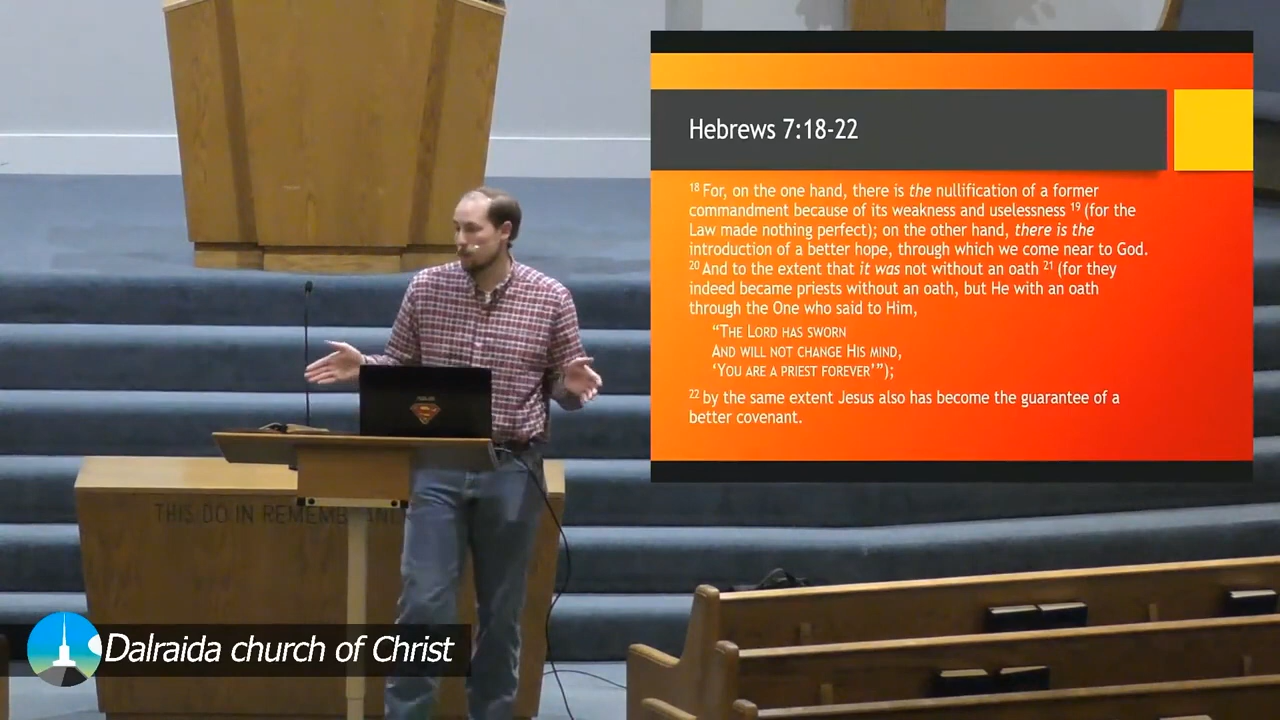 Hebrews 7:18-22
18 For, on the one hand, there is the nullification of a former
commandment because of its weakness and uselessness 19 (for the
Law made nothing perfect); on the other hand, there is the
introduction of a better hope, through which we come near to God.
20 And to the extent that it was not without an oath 21 (for they
indeed became priests without an oath, but He with an oath
through the One who said to Him,
“THE LORD HAS SWORN
AND WILL NOT CHANGE HIS MIND,
‘YOU ARE A PRIEST FOREVER’”);
22 by the same extent Jesus also has become the guarantee of a
better covenant.
THIS DO IN REMEMB ANC
Dalraida church of Christ